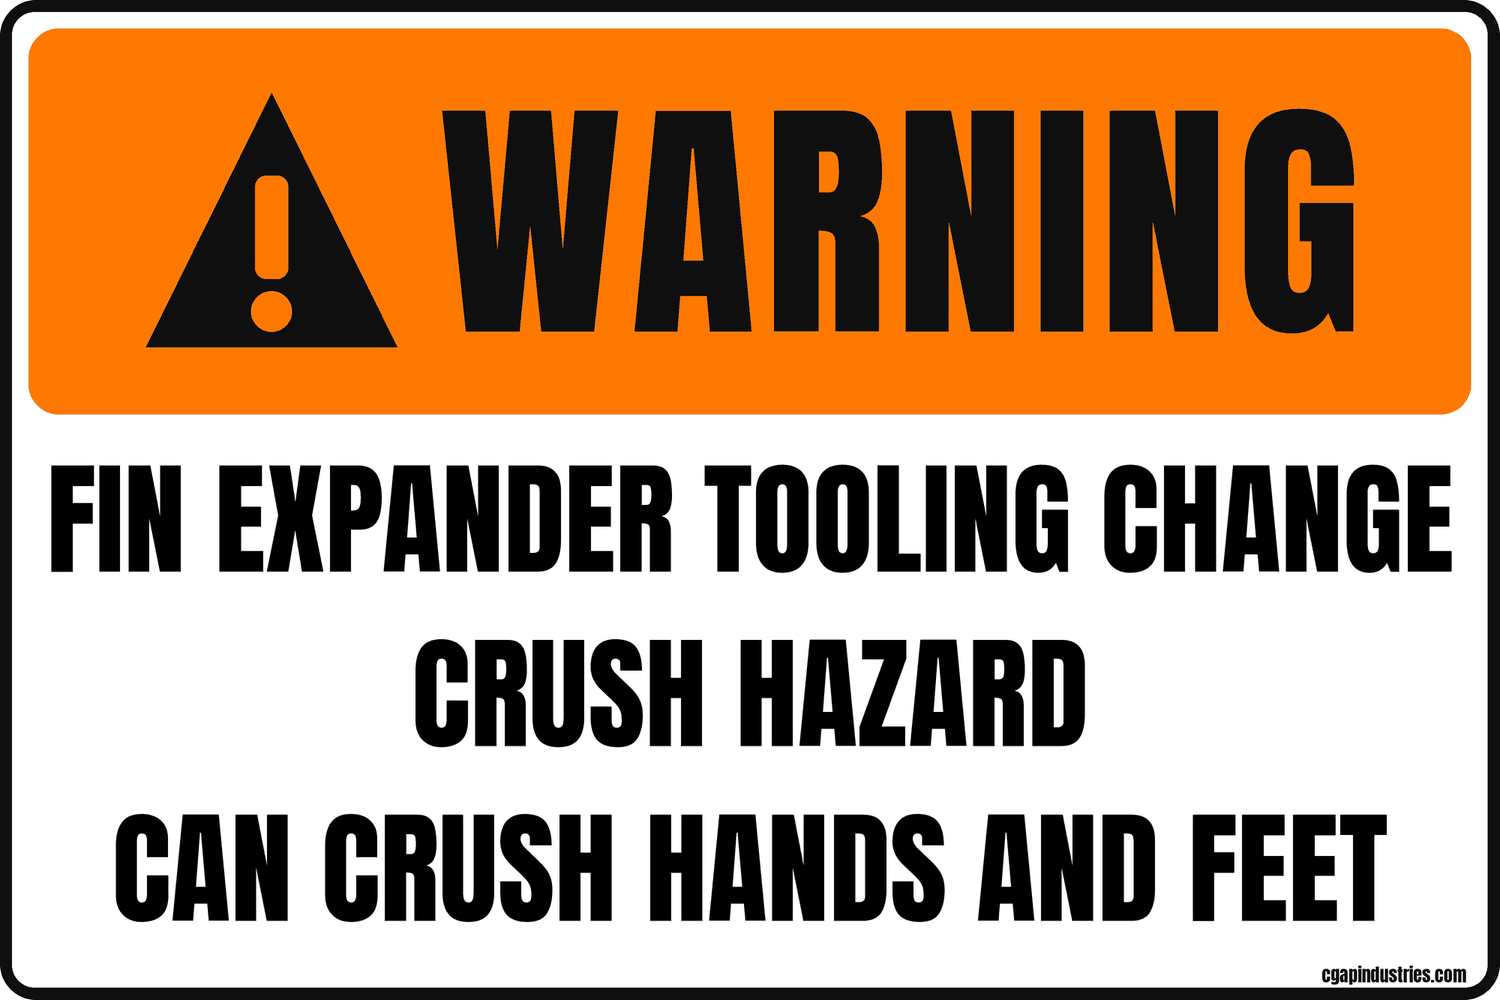 WARNING
FIN EXPANDER TOOLING CHANGE
CRUSH HAZARD
CAN CRUSH HANDS AND FEET
cgapindustries.com